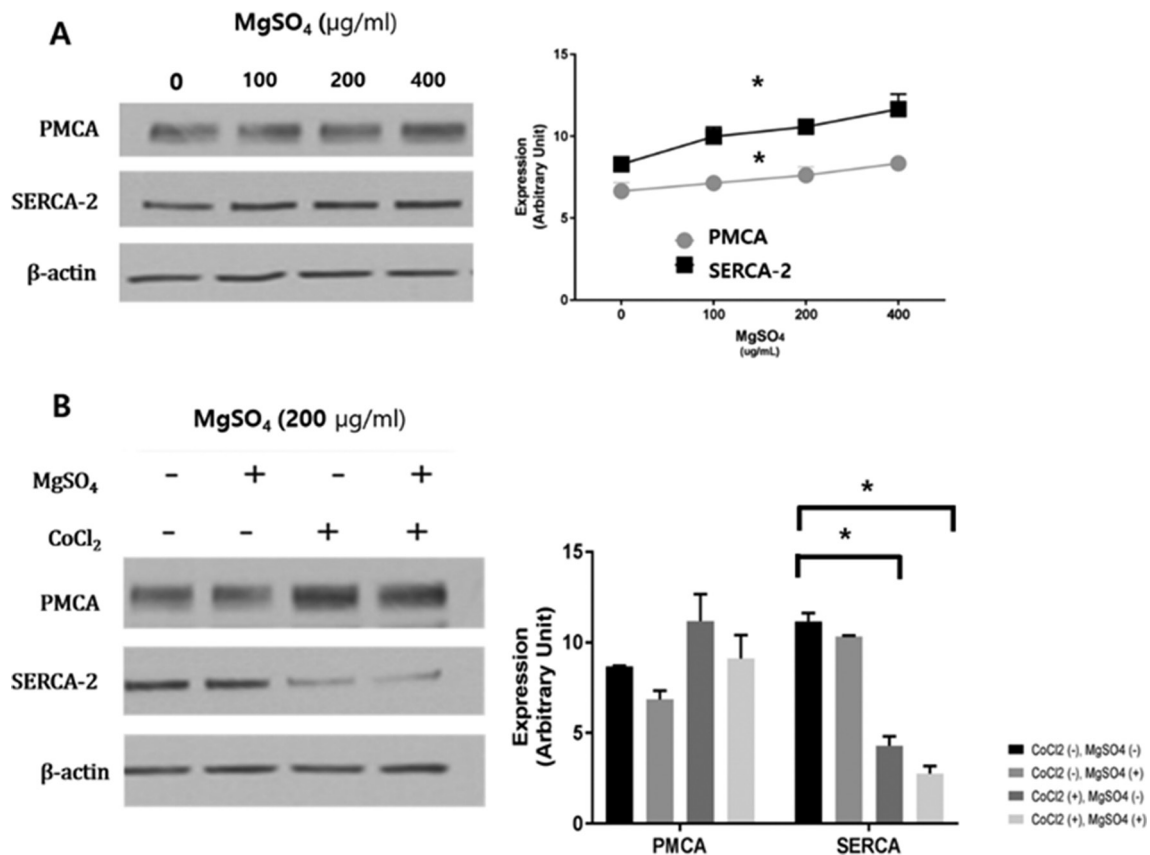 A
MgSO₄ (µg/ml)
0 100 200 400
PMCA
SERCA-2
β-actin
15
10
5
0
Expression
(Arbitrary Unit)
*
*
PMCA
SERCA-2
0 100 200 400
MgSO₄
(ug/mL)
B
MgSO₄ (200 µg/ml)
MgSO₄ - + - +
CoCl₂ - - + +
PMCA
SERCA-2
β-actin
*
*
15
10
5
0
Expression
(Arbitrary Unit)
PMCA SERCA
CoCl2 (-), MgSO4 (-)
CoCl2 (-), MgSO4 (+)
CoCl2 (+), MgSO4 (-)
CoCl2 (+), MgSO4 (+)